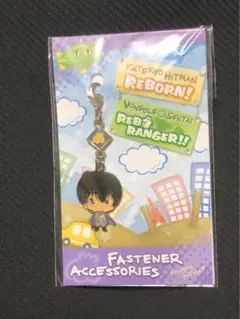 KATEKYO HITMAN
REBORN!
VONGOLE SENTAI
REBO
RANGER!!
FASTENER
ACCESSORIES